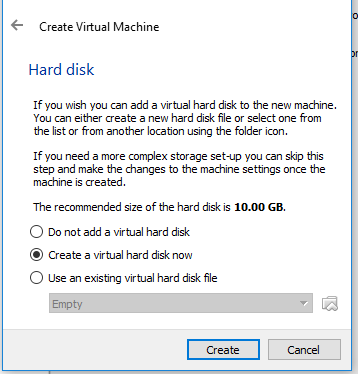 Create Virtual Machine
Hard disk
If you wish you can add a virtual hard disk to the new machine.
You can either create a new hard disk file or select one from
the list or from another location using the folder icon.
If you need a more complex storage set-up you can skip this
step and make the changes to the machine settings once the
machine is created.
The recommended size of the hard disk is 10.00 GB.
Do not add a virtual hard disk
Create a virtual hard disk now
Use an existing virtual hard disk file
Empty
Create
Cancel